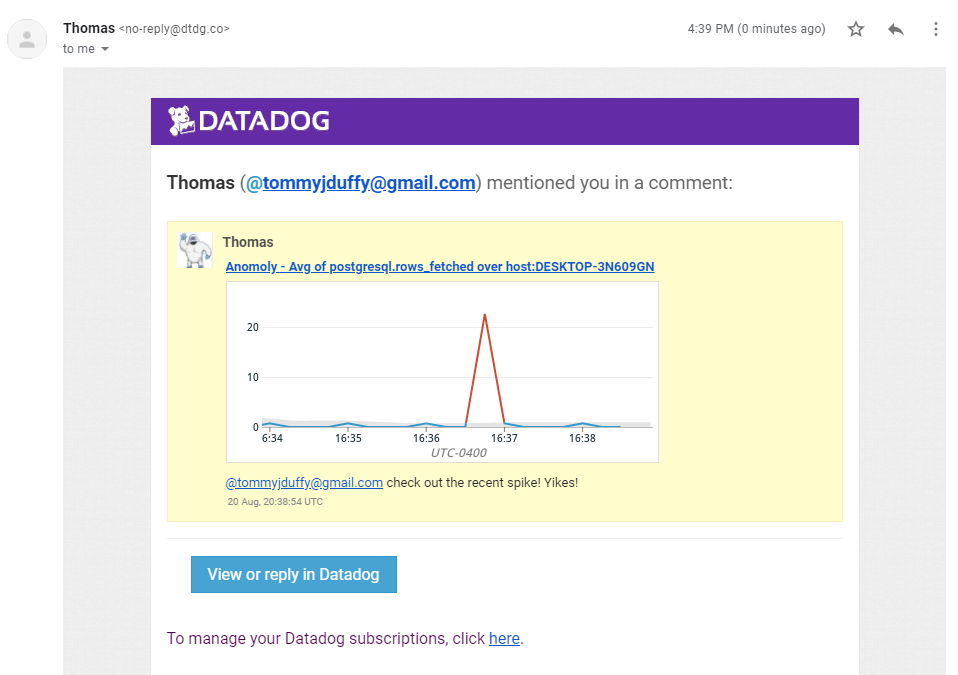 Thomas <no-reply@dtdg.co>
4:39 PM (0 minutes ago)
to me
DATADOG
Thomas (@tommyjduffy@gmail.com) mentioned you in a comment:
Thomas
Anomoly - Avg of postgresql.rows_fetched over host:DESKTOP-3N609GN
20
10
0
6:34 16:35 16:36 16:37 16:38
UTC-0400
@tommyjduffy@gmail.com check out the recent spike! Yikes!
20 Aug, 20:38:54 UTC
View or reply in Datadog
To manage your Datadog subscriptions, click here.